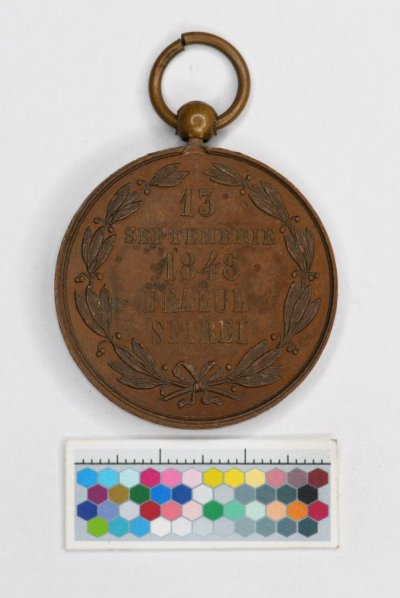 13
SEPTEMBRIE
1848
DEALUL
SPIREI